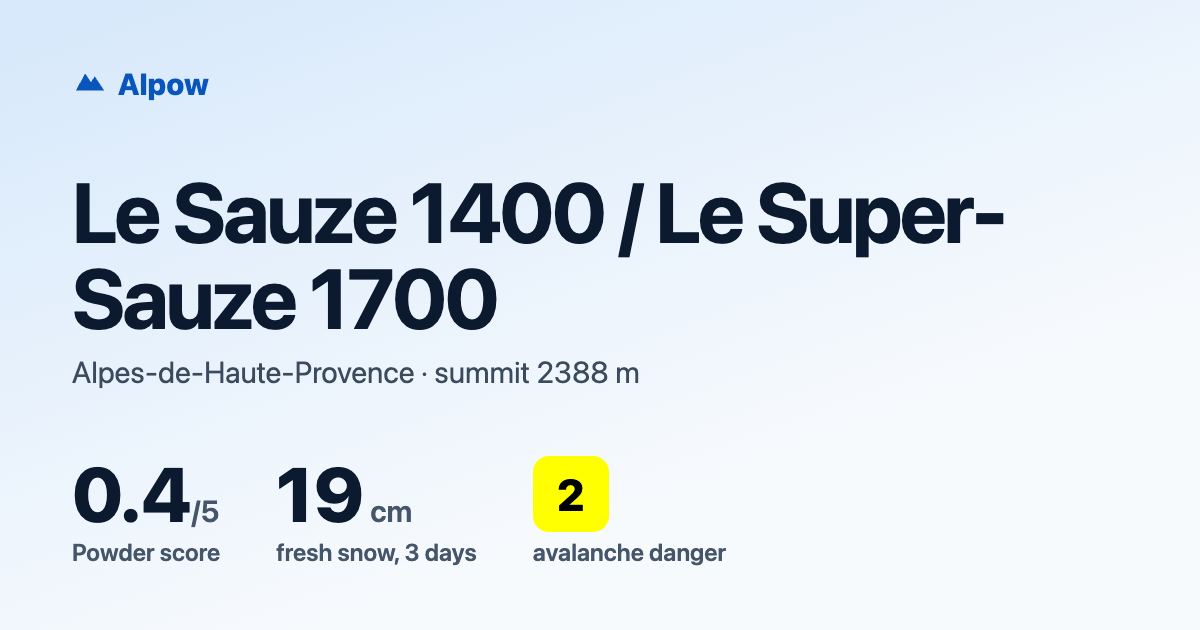 Alpow
Le Sauze 1400 / Le Super-
Sauze 1700
Alpes-de-Haute-Provence · summit 2388 m
0.4/5
Powder score
19 cm
fresh snow, 3 days
2
avalanche danger